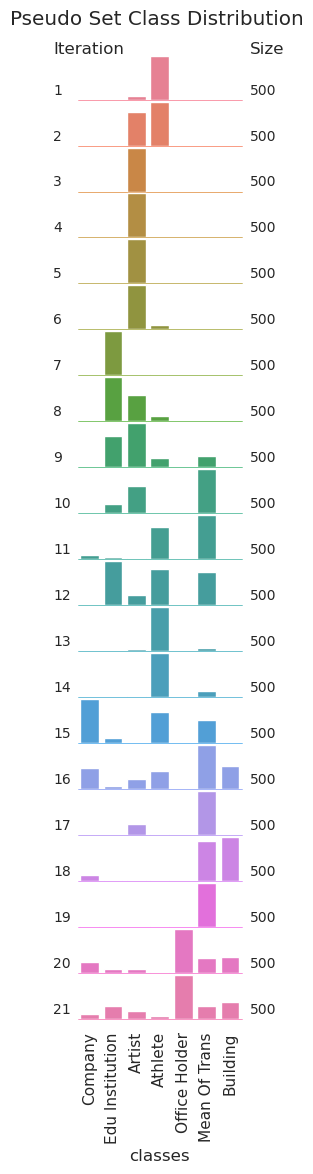 Pseudo Set Class Distribution
Iteration Size
1 500
2 500
3 500
4 500
5 500
6 500
7 500
8 500
9 500
10 500
11 500
12 500
13 500
14 500
15 500
16 500
17 500
18 500
19 500
20 500
21 500
Company
Edu Institution
Artist
Athlete
Office Holder
Mean Of Trans
Building
classes